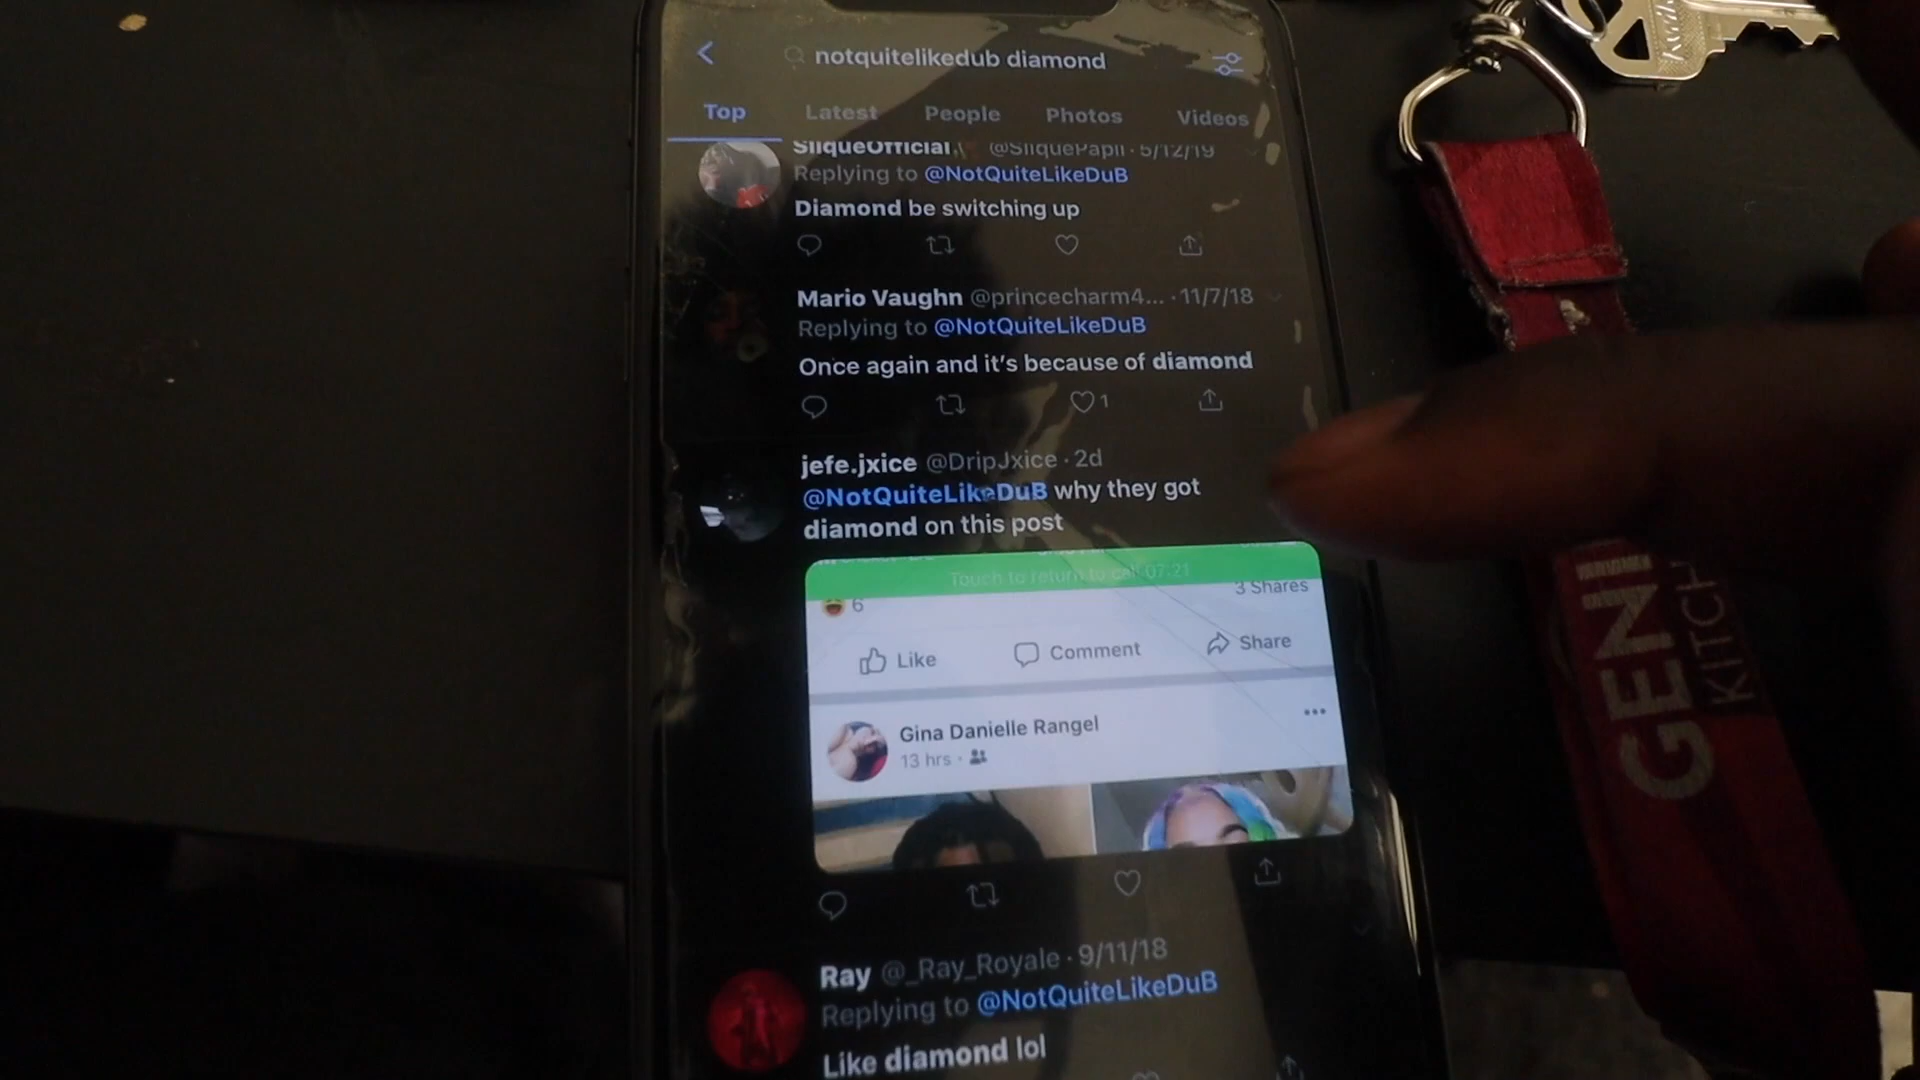 notquitelikedub diamond
Top Latest People Photos Videos
SliqueOfficial @SliquePapii · 5/12/19
Replying to @NotQuiteLikeDuB
Diamond be switching up
Mario Vaughn @princecharm4... · 11/7/18
Replying to @NotQuiteLikeDuB
Once again and it's because of diamond
1
jefe.jxice @DripJxice · 2d
@NotQuiteLikeDuB why they got
diamond on this post
Touch to return to call 07:21
6 3 Shares
Like Comment Share
Gina Danielle Rangel
13 hrs ·
Ray @_Ray_Royale · 9/11/18
Replying to @NotQuiteLikeDuB
Like diamond lol
KITCH